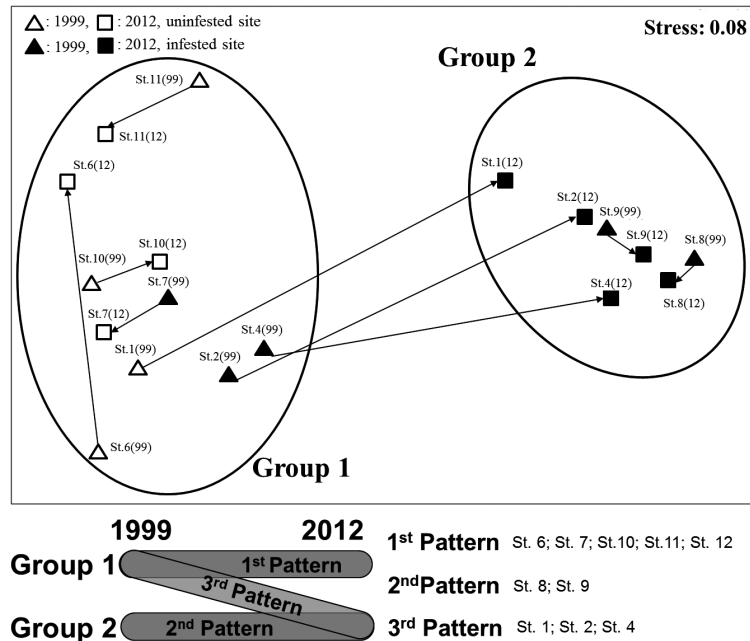 △: 1999, □: 2012, uninfested site
▲: 1999, ■: 2012, infested site
Stress: 0.08
Group 2
St.11(99)
St.11(12)
St.6(12)
St.1(12)
St.2(12)
St.9(99)
St.9(12)
St.8(99)
St.10(12)
St.10(99)
St.7(99)
St.4(12)
St.8(12)
St.7(12)
St.1(99)
St.4(99)
St.2(99)
St.6(99)
Group 1
1999 2012
Group 1 1st Pattern
3rd Pattern
Group 2 2nd Pattern
1st Pattern St. 6; St. 7; St.10; St.11; St. 12
2ndPattern St. 8; St. 9
3rd Pattern St. 1; St. 2; St. 4